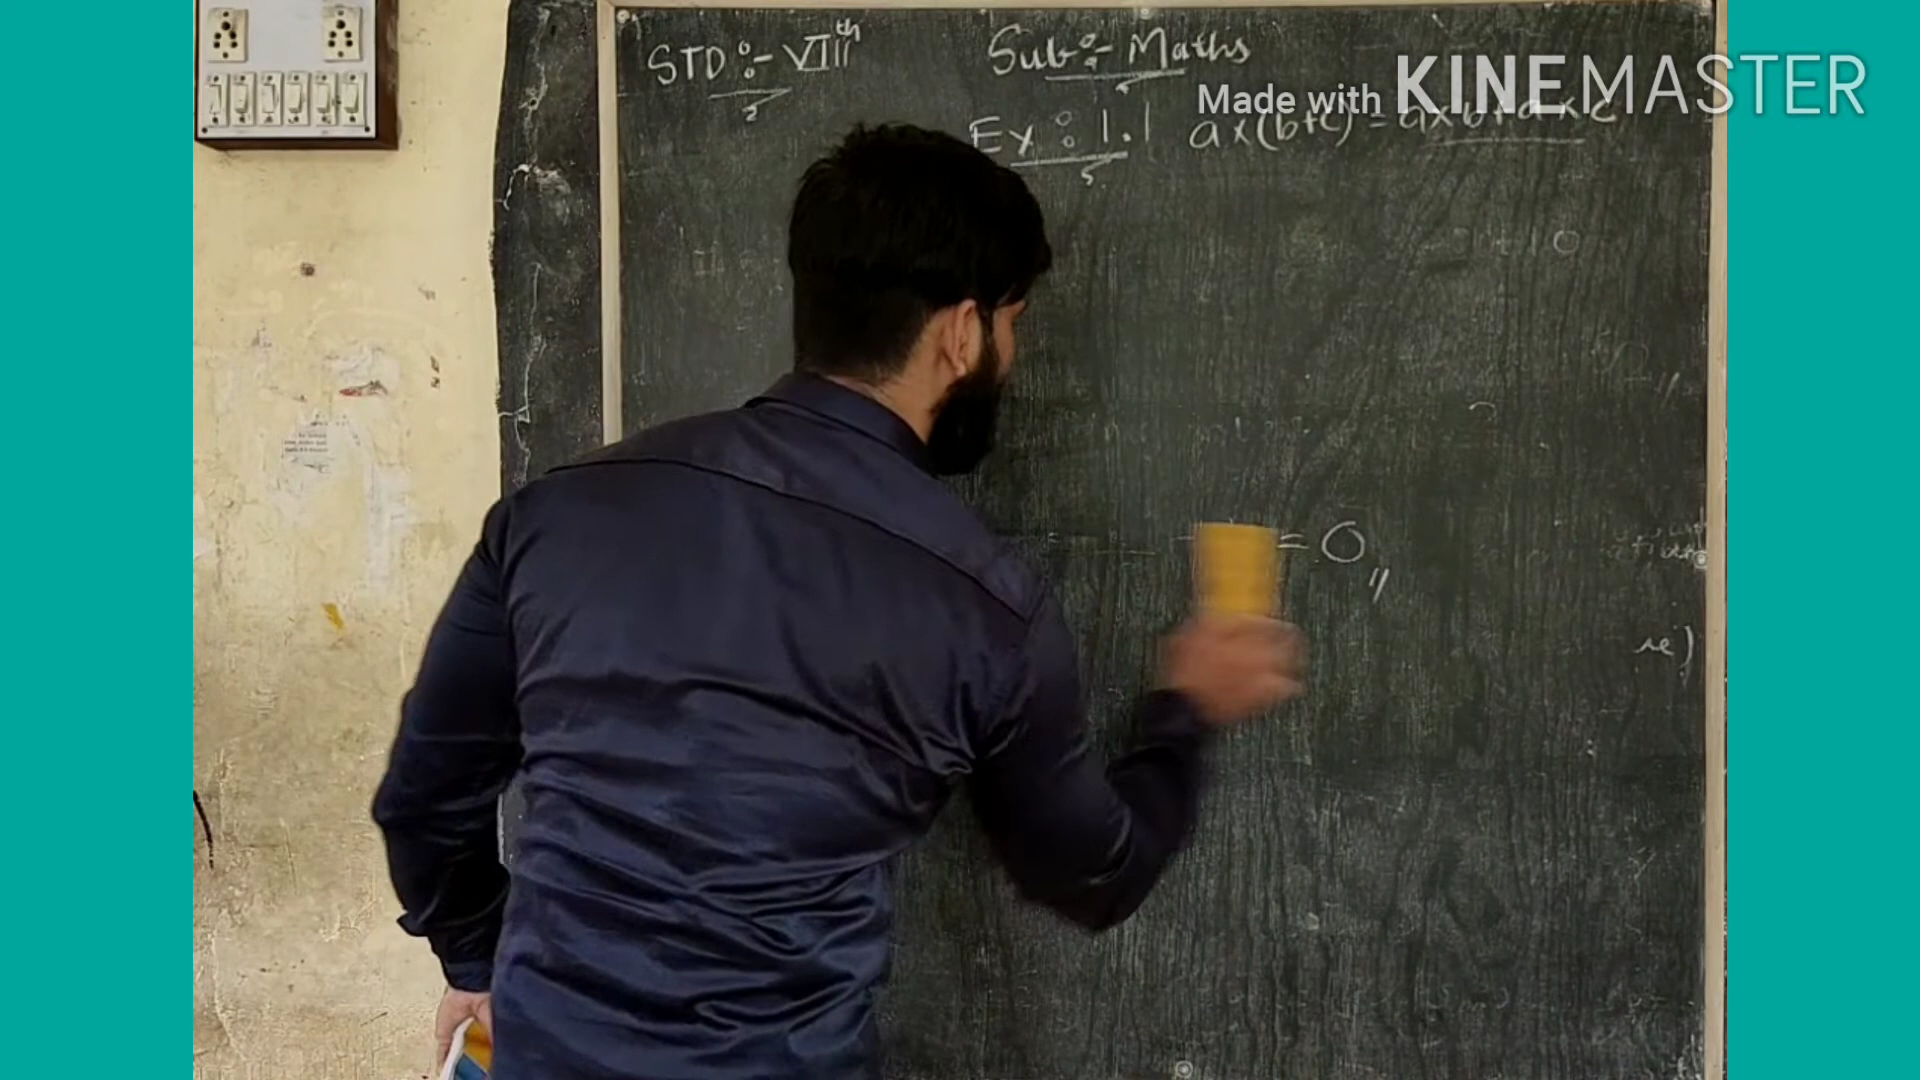 STD :- VIIIth
Sub :- Maths
Made with KINEMASTER
Ex : 1.1 a x (b+c) = a x b + a x c
= 0 〃